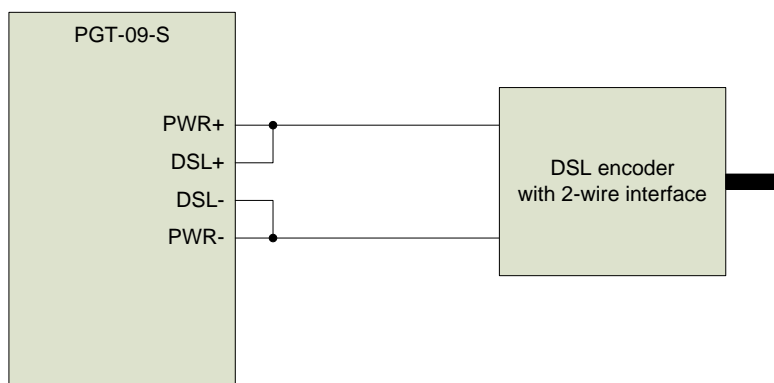 PGT-09-S
PWR+
DSL+
DSL-
PWR-
DSL encoder
with 2-wire interface